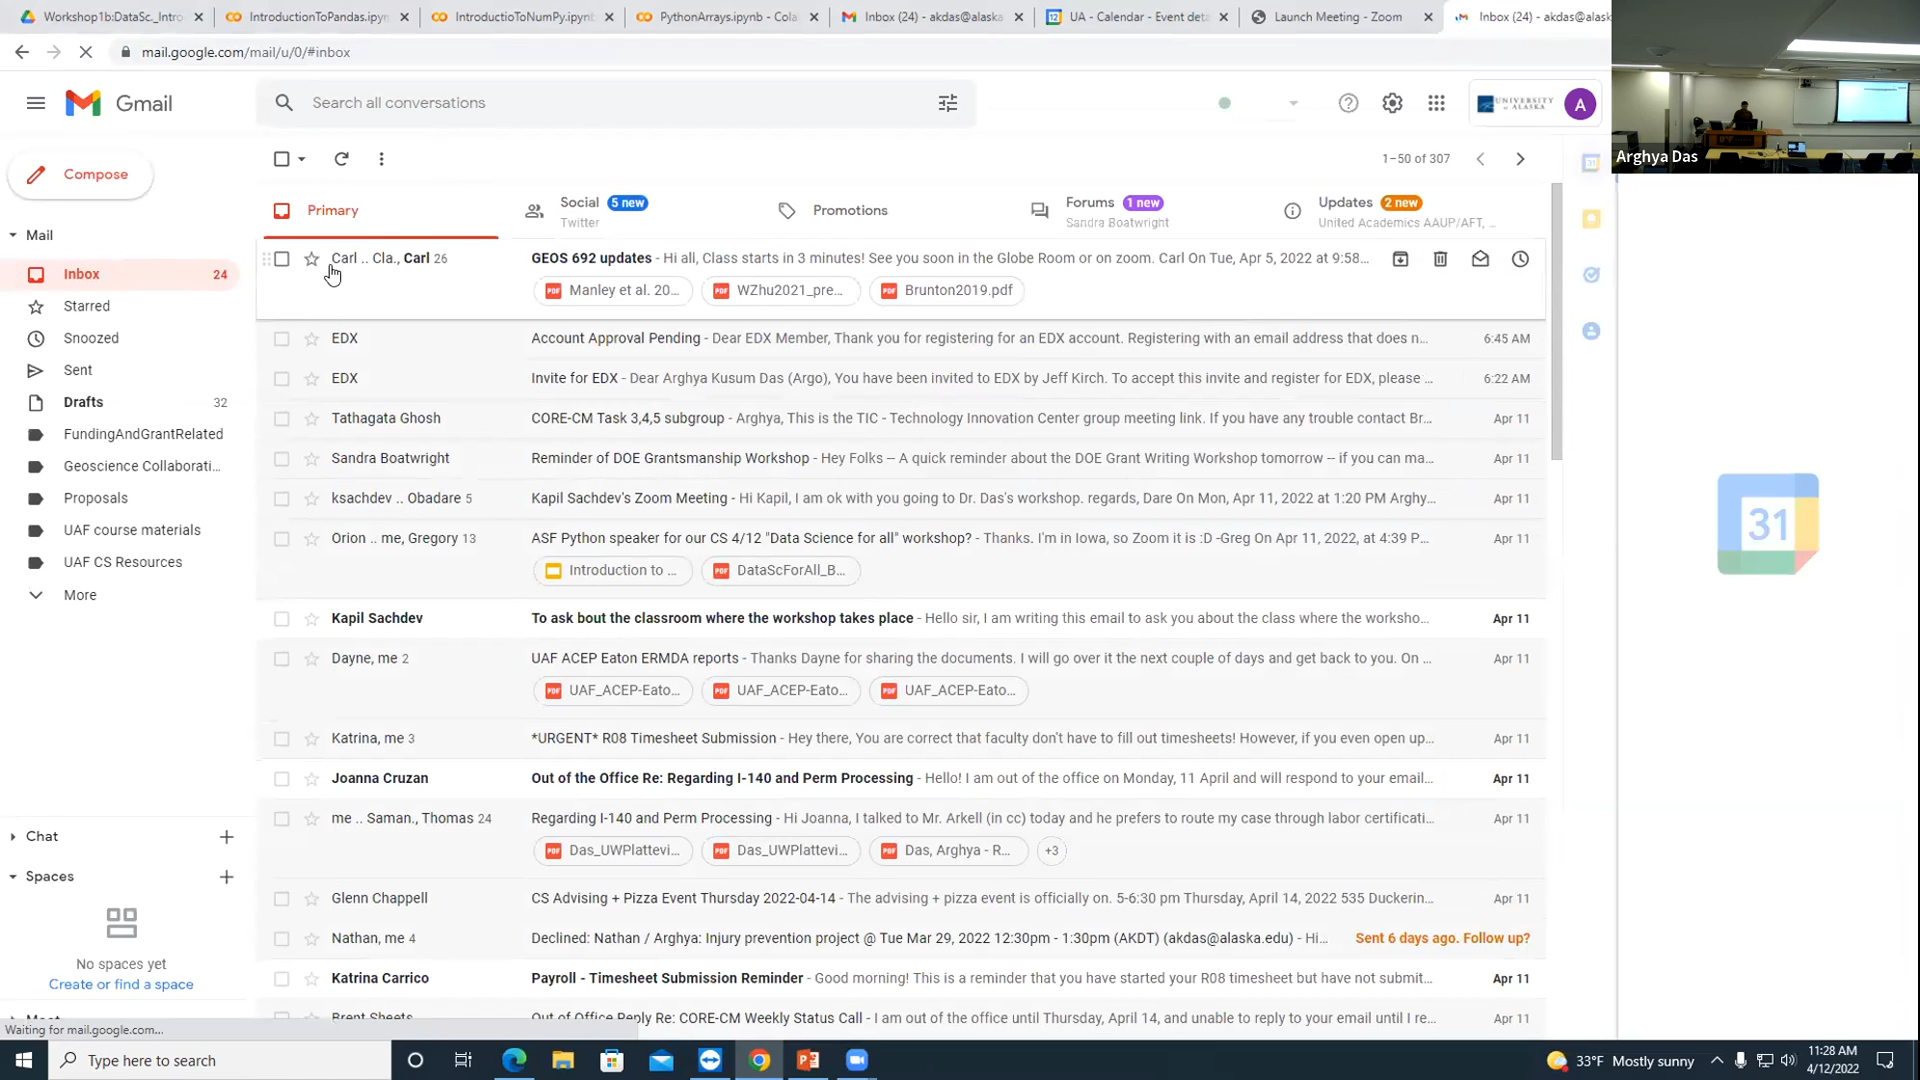 Workshop1b:DataSc._Intro
IntroductionToPandas.ipyn
IntroductioToNumPy.ipynb
PythonArrays.ipynb - Cola
Inbox (24) - akdas@alaska
UA - Calendar - Event deta
Launch Meeting - Zoom
Inbox (24) - akdas@alask
mail.google.com/mail/u/0/#inbox
Gmail
Search all conversations
UNIVERSITY of ALASKA
A
Arghya Das
Compose
1–50 of 307
Primary
Social 5 new
Twitter
Promotions
Forums 1 new
Sandra Boatwright
Updates 2 new
United Academics AAUP/AFT, ...
Mail
Inbox 24
Starred
Snoozed
Sent
Drafts 32
FundingAndGrantRelated
Geoscience Collaborati...
Proposals
UAF course materials
UAF CS Resources
More
Chat
Spaces
No spaces yet
Create or find a space
Carl .. Cla., Carl 26 GEOS 692 updates - Hi all, Class starts in 3 minutes! See you soon in the Globe Room or on zoom. Carl On Tue, Apr 5, 2022 at 9:58...
Manley et al. 20... WZhu2021_pre... Brunton2019.pdf
EDX Account Approval Pending - Dear EDX Member, Thank you for registering for an EDX account. Registering with an email address that does n... 6:45 AM
EDX Invite for EDX - Dear Arghya Kusum Das (Argo), You have been invited to EDX by Jeff Kirch. To accept this invite and register for EDX, please ... 6:22 AM
Tathagata Ghosh CORE-CM Task 3,4,5 subgroup - Arghya, This is the TIC - Technology Innovation Center group meeting link. If you have any trouble contact Br... Apr 11
Sandra Boatwright Reminder of DOE Grantsmanship Workshop - Hey Folks -- A quick reminder about the DOE Grant Writing Workshop tomorrow -- if you can ma... Apr 11
ksachdev .. Obadare 5 Kapil Sachdev's Zoom Meeting - Hi Kapil, I am ok with you going to Dr. Das's workshop. regards, Dare On Mon, Apr 11, 2022 at 1:20 PM Arghy... Apr 11
Orion .. me, Gregory 13 ASF Python speaker for our CS 4/12 "Data Science for all" workshop? - Thanks. I'm in Iowa, so Zoom it is :D -Greg On Apr 11, 2022, at 4:39 P... Apr 11
Introduction to ... DataScForAll_B...
Kapil Sachdev To ask bout the classroom where the workshop takes place - Hello sir, I am writing this email to ask you about the class where the worksho... Apr 11
Dayne, me 2 UAF ACEP Eaton ERMDA reports - Thanks Dayne for sharing the documents. I will go over it the next couple of days and get back to you. On ... Apr 11
UAF_ACEP-Eato... UAF_ACEP-Eato... UAF_ACEP-Eato...
Katrina, me 3 *URGENT* R08 Timesheet Submission - Hey there, You are correct that faculty don't have to fill out timesheets! However, if you even open up... Apr 11
Joanna Cruzan Out of the Office Re: Regarding I-140 and Perm Processing - Hello! I am out of the office on Monday, 11 April and will respond to your email... Apr 11
me .. Saman., Thomas 24 Regarding I-140 and Perm Processing - Hi Joanna, I talked to Mr. Arkell (in cc) today and he prefers to route my case through labor certificati... Apr 11
Das_UWPlattevi... Das_UWPlattevi... Das, Arghya - R... +3
Glenn Chappell CS Advising + Pizza Event Thursday 2022-04-14 - The advising + pizza event is officially on. 5-6:30 pm Thursday, April 14, 2022 535 Duckerin... Apr 11
Nathan, me 4 Declined: Nathan / Arghya: Injury prevention project @ Tue Mar 29, 2022 12:30pm - 1:30pm (AKDT) (akdas@alaska.edu) - Hi... Sent 6 days ago. Follow up?
Katrina Carrico Payroll - Timesheet Submission Reminder - Good morning! This is a reminder that you have started your R08 timesheet but have not submit... Apr 11
Brent Sheets Out of Office Reply Re: CORE-CM Weekly Status Call - I am out of the office until Thursday, April 14, and unable to reply to your email until I re... Apr 11
31
Waiting for mail.google.com...
Type here to search
33°F Mostly sunny
11:28 AM
4/12/2022